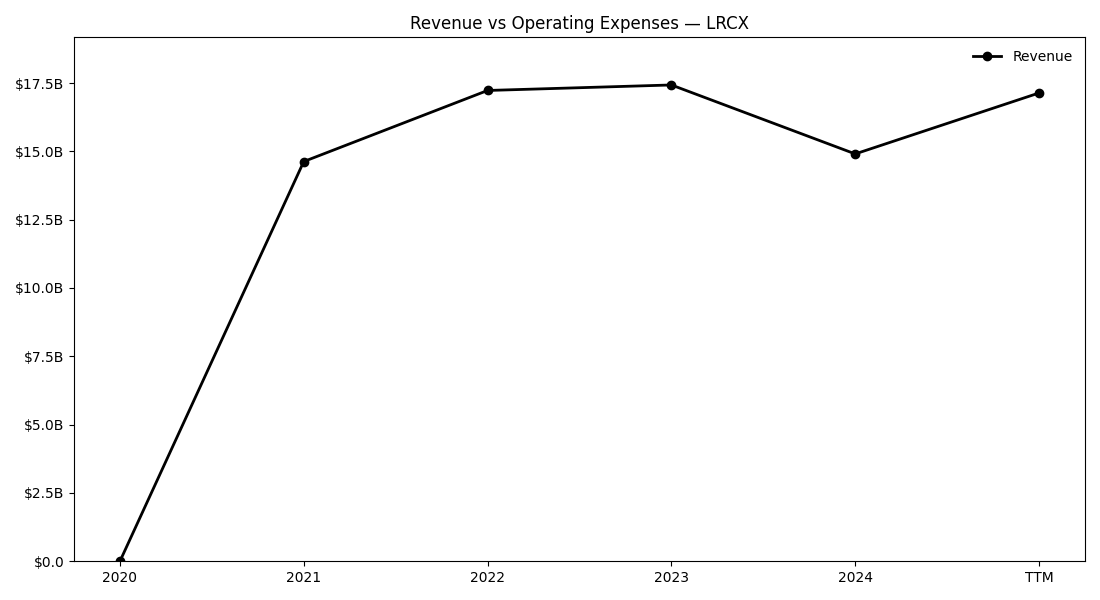 Revenue vs Operating Expenses — LRCX
Revenue
$17.5B
$15.0B
$12.5B
$10.0B
$7.5B
$5.0B
$2.5B
$0.0
2020 2021 2022 2023 2024 TTM